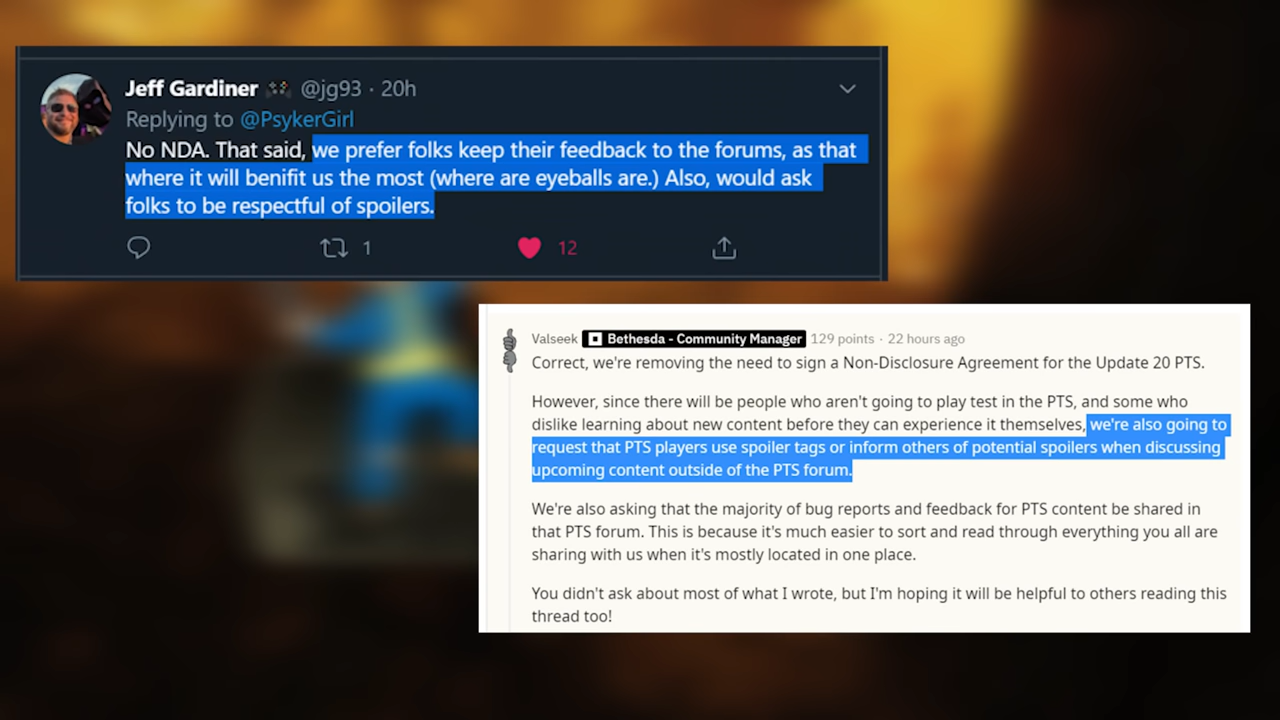 Jeff Gardiner 🎮 @jg93 · 20h
Replying to @PsykerGirl
No NDA. That said, we prefer folks keep their feedback to the forums, as that
where it will benifit us the most (where are eyeballs are.) Also, would ask
folks to be respectful of spoilers.
1 12
Valseek Bethesda - Community Manager 129 points · 22 hours ago
Correct, we're removing the need to sign a Non-Disclosure Agreement for the Update 20 PTS.
However, since there will be people who aren't going to play test in the PTS, and some who
dislike learning about new content before they can experience it themselves, we're also going to
request that PTS players use spoiler tags or inform others of potential spoilers when discussing
upcoming content outside of the PTS forum.
We're also asking that the majority of bug reports and feedback for PTS content be shared in
that PTS forum. This is because it's much easier to sort and read through everything you all are
sharing with us when it's mostly located in one place.
You didn't ask about most of what I wrote, but I'm hoping it will be helpful to others reading this
thread too!